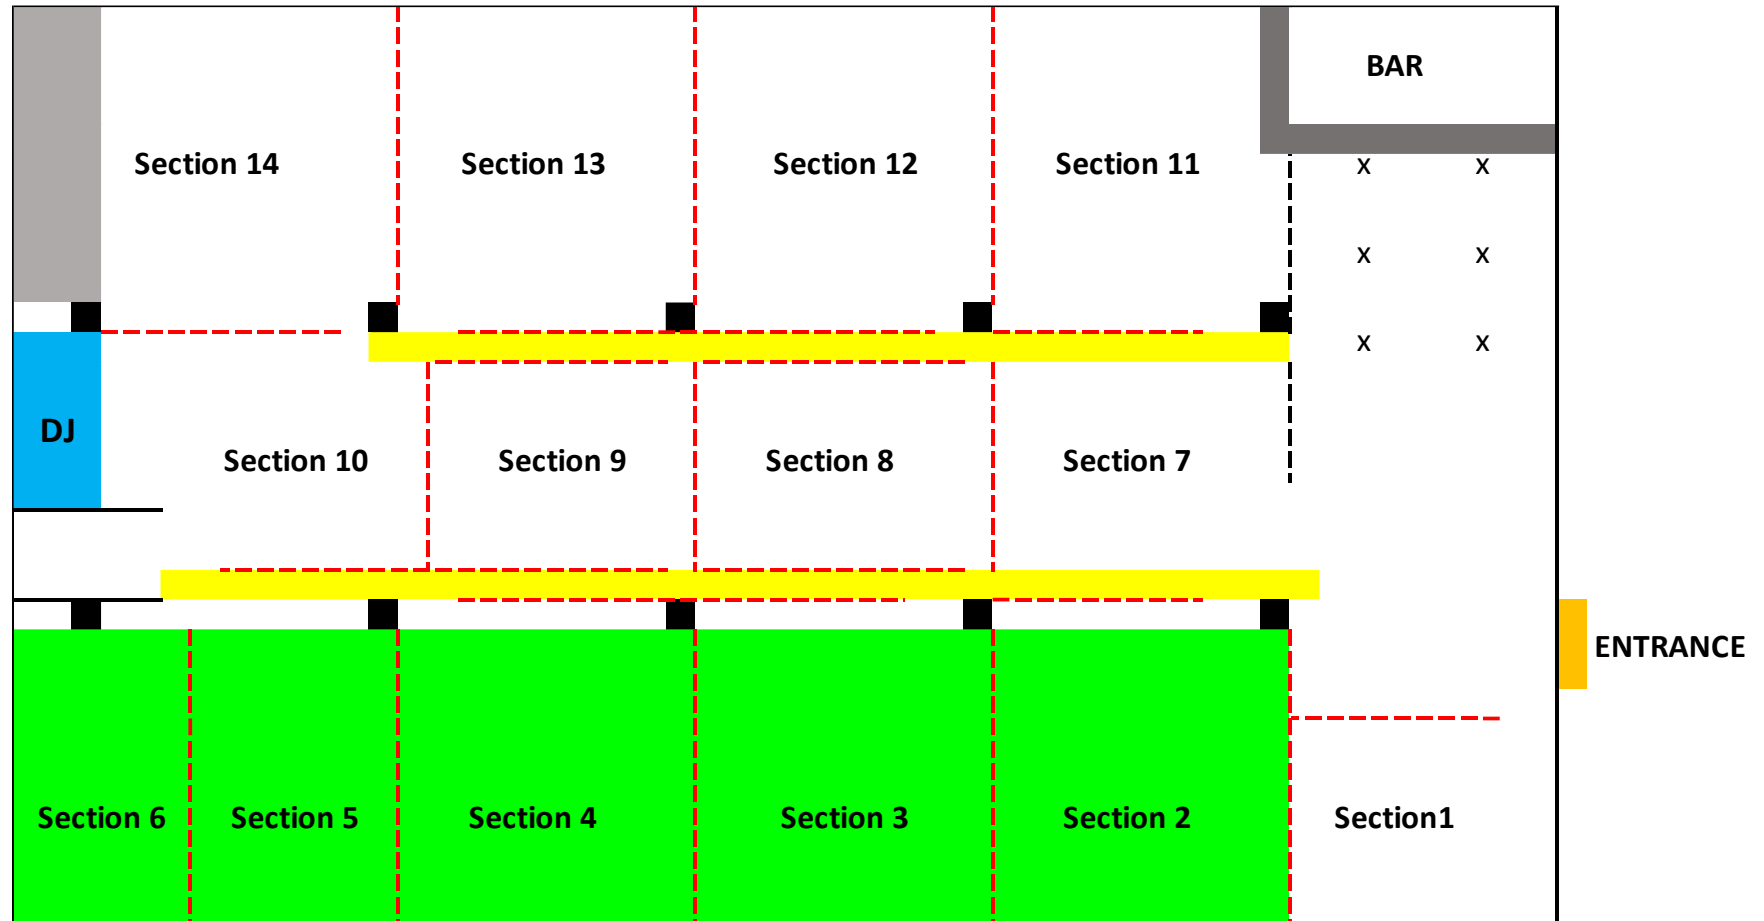 BAR
Section 14
Section 13
Section 12
Section 11
x x
x x
x x
DJ
Section 10
Section 9
Section 8
Section 7
ENTRANCE
Section 6
Section 5
Section 4
Section 3
Section 2
Section1